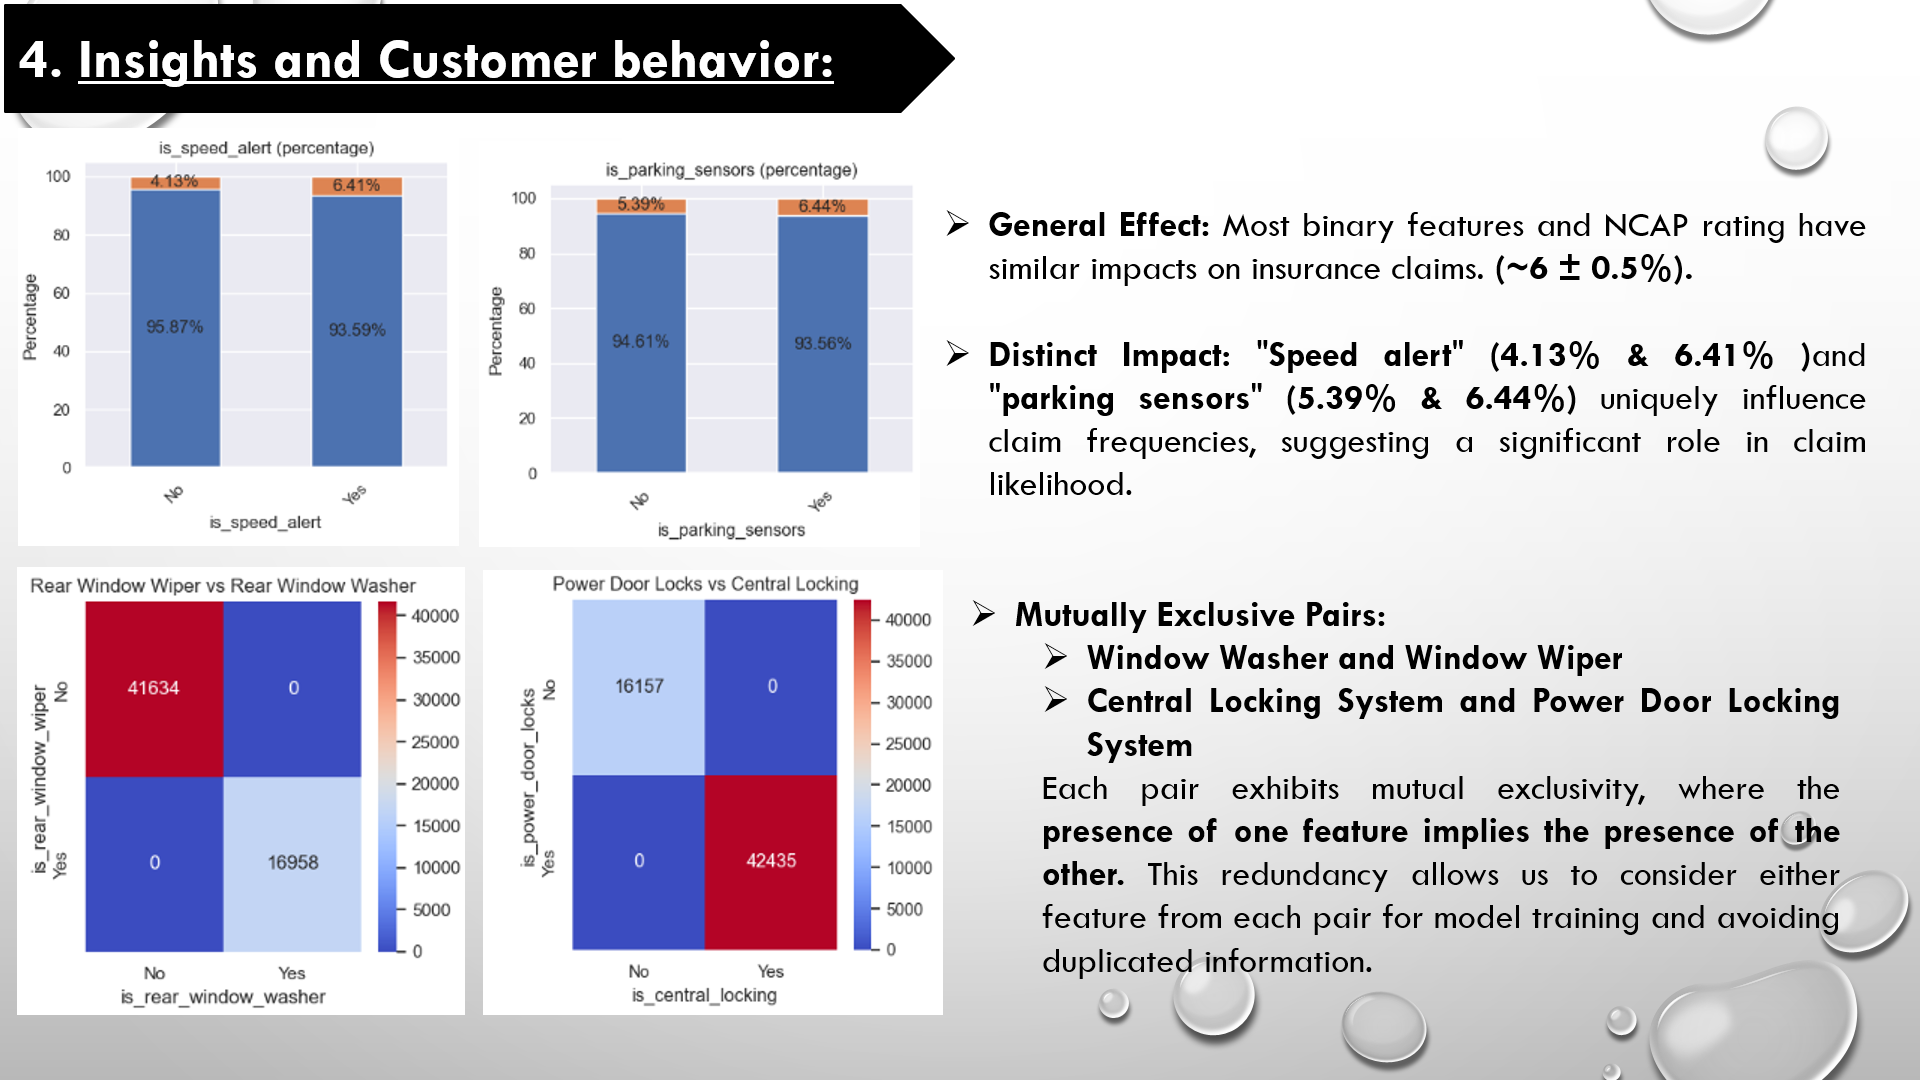 4. Insights and Customer behavior:
is_speed_alert (percentage)
100
80
60
40
20
0
Percentage
4.13%
6.41%
95.87%
93.59%
No
Yes
is_speed_alert
is_parking_sensors (percentage)
100
80
60
40
20
0
Percentage
5.39%
6.44%
94.61%
93.56%
No
Yes
is_parking_sensors
➢ General Effect: Most binary features and NCAP rating have
similar impacts on insurance claims. (~6 ± 0.5%).
➢ Distinct Impact: "Speed alert" (4.13% & 6.41% )and
"parking sensors" (5.39% & 6.44%) uniquely influence
claim frequencies, suggesting a significant role in claim
likelihood.
Rear Window Wiper vs Rear Window Washer
is_rear_window_wiper
No
Yes
41634
0
0
16958
No
Yes
is_rear_window_washer
40000
35000
30000
25000
20000
15000
10000
5000
0
Power Door Locks vs Central Locking
is_power_door_locks
No
Yes
16157
0
0
42435
No
Yes
is_central_locking
40000
35000
30000
25000
20000
15000
10000
5000
0
➢ Mutually Exclusive Pairs:
➢ Window Washer and Window Wiper
➢ Central Locking System and Power Door Locking
System
Each pair exhibits mutual exclusivity, where the
presence of one feature implies the presence of the
other. This redundancy allows us to consider either
feature from each pair for model training and avoiding
duplicated information.